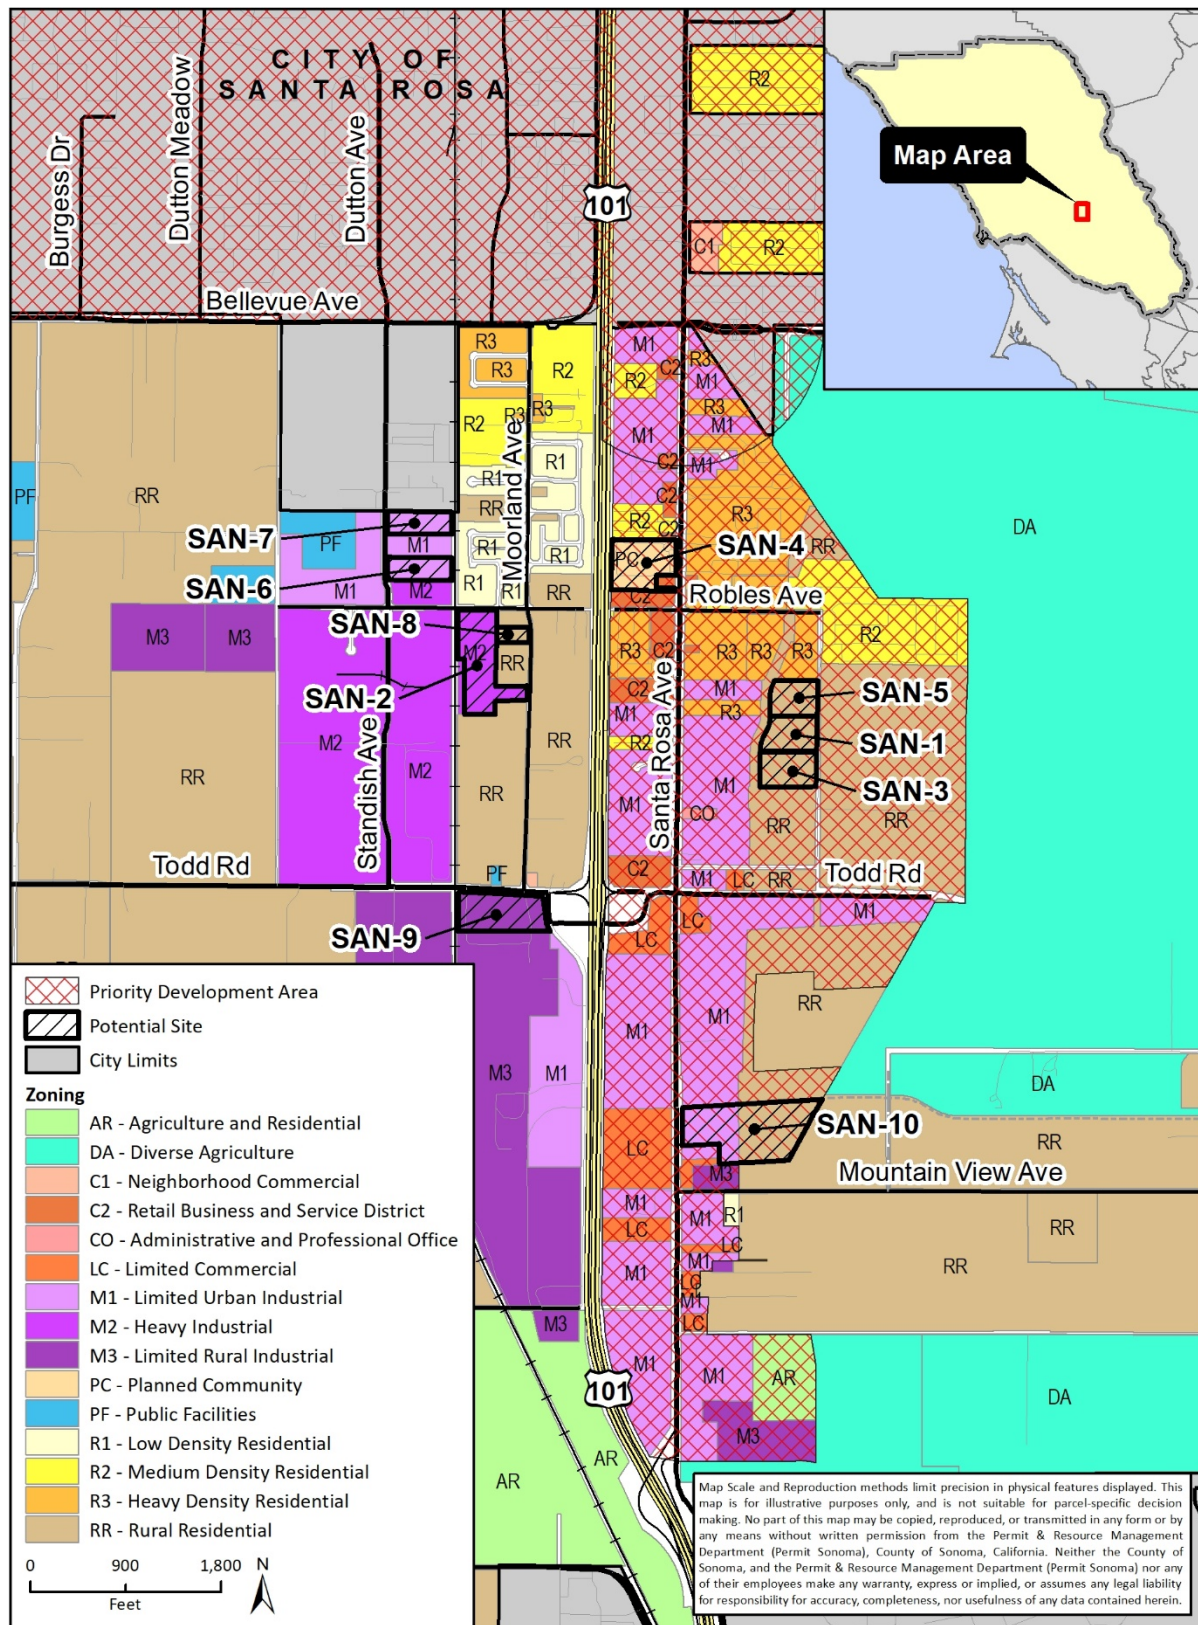 CITY OF
SANTA ROSA
Burgess Dr
Dutton Meadow
Dutton Ave
101
R2
C1
R2
Map Area
Bellevue Ave
R3
R3
R2
R2
R3
R3
R1
R1
RR
R1
R1
R1
R1
RR
Moorland Ave
M1
R2
C2
R3
M1
R3
M1
M1
M1
C2
C2
R2
C2
R3
RR
DA
PF
RR
PF
M1
M1
M2
SAN-7
SAN-6
SAN-8
SAN-2
PC
SAN-4
C2
Robles Ave
R2
M3
M3
M2
RR
R3
C2
R3
R3
R3
C2
M1
M1
R3
R2
SAN-5
SAN-1
SAN-3
RR
M2
M2
Standish Ave
RR
RR
Santa Rosa Ave
M1
M1
CO
RR
RR
Todd Rd
PF
C2
M1
LC
RR
Todd Rd
SAN-9
LC
LC
M1
RR
M1
M1
M3
M1
DA
RR
SAN-10
LC
M3
Mountain View Ave
M1
LC
M1
M1
R1
LC
M1
LC
M1
LC
RR
RR
M3
101
M1
M1
AR
M3
DA
AR
AR
Priority Development Area
Potential Site
City Limits
Zoning
AR - Agriculture and Residential
DA - Diverse Agriculture
C1 - Neighborhood Commercial
C2 - Retail Business and Service District
CO - Administrative and Professional Office
LC - Limited Commercial
M1 - Limited Urban Industrial
M2 - Heavy Industrial
M3 - Limited Rural Industrial
PC - Planned Community
PF - Public Facilities
R1 - Low Density Residential
R2 - Medium Density Residential
R3 - Heavy Density Residential
RR - Rural Residential
0 900 1,800
Feet
N
Map Scale and Reproduction methods limit precision in physical features displayed. This
map is for illustrative purposes only, and is not suitable for parcel-specific decision
making. No part of this map may be copied, reproduced, or transmitted in any form or by
any means without written permission from the Permit & Resource Management
Department (Permit Sonoma), County of Sonoma, California. Neither the County of
Sonoma, and the Permit & Resource Management Department (Permit Sonoma) nor any
of their employees make any warranty, express or implied, or assumes any legal liability
for responsibility for accuracy, completeness, nor usefulness of any data contained herein.